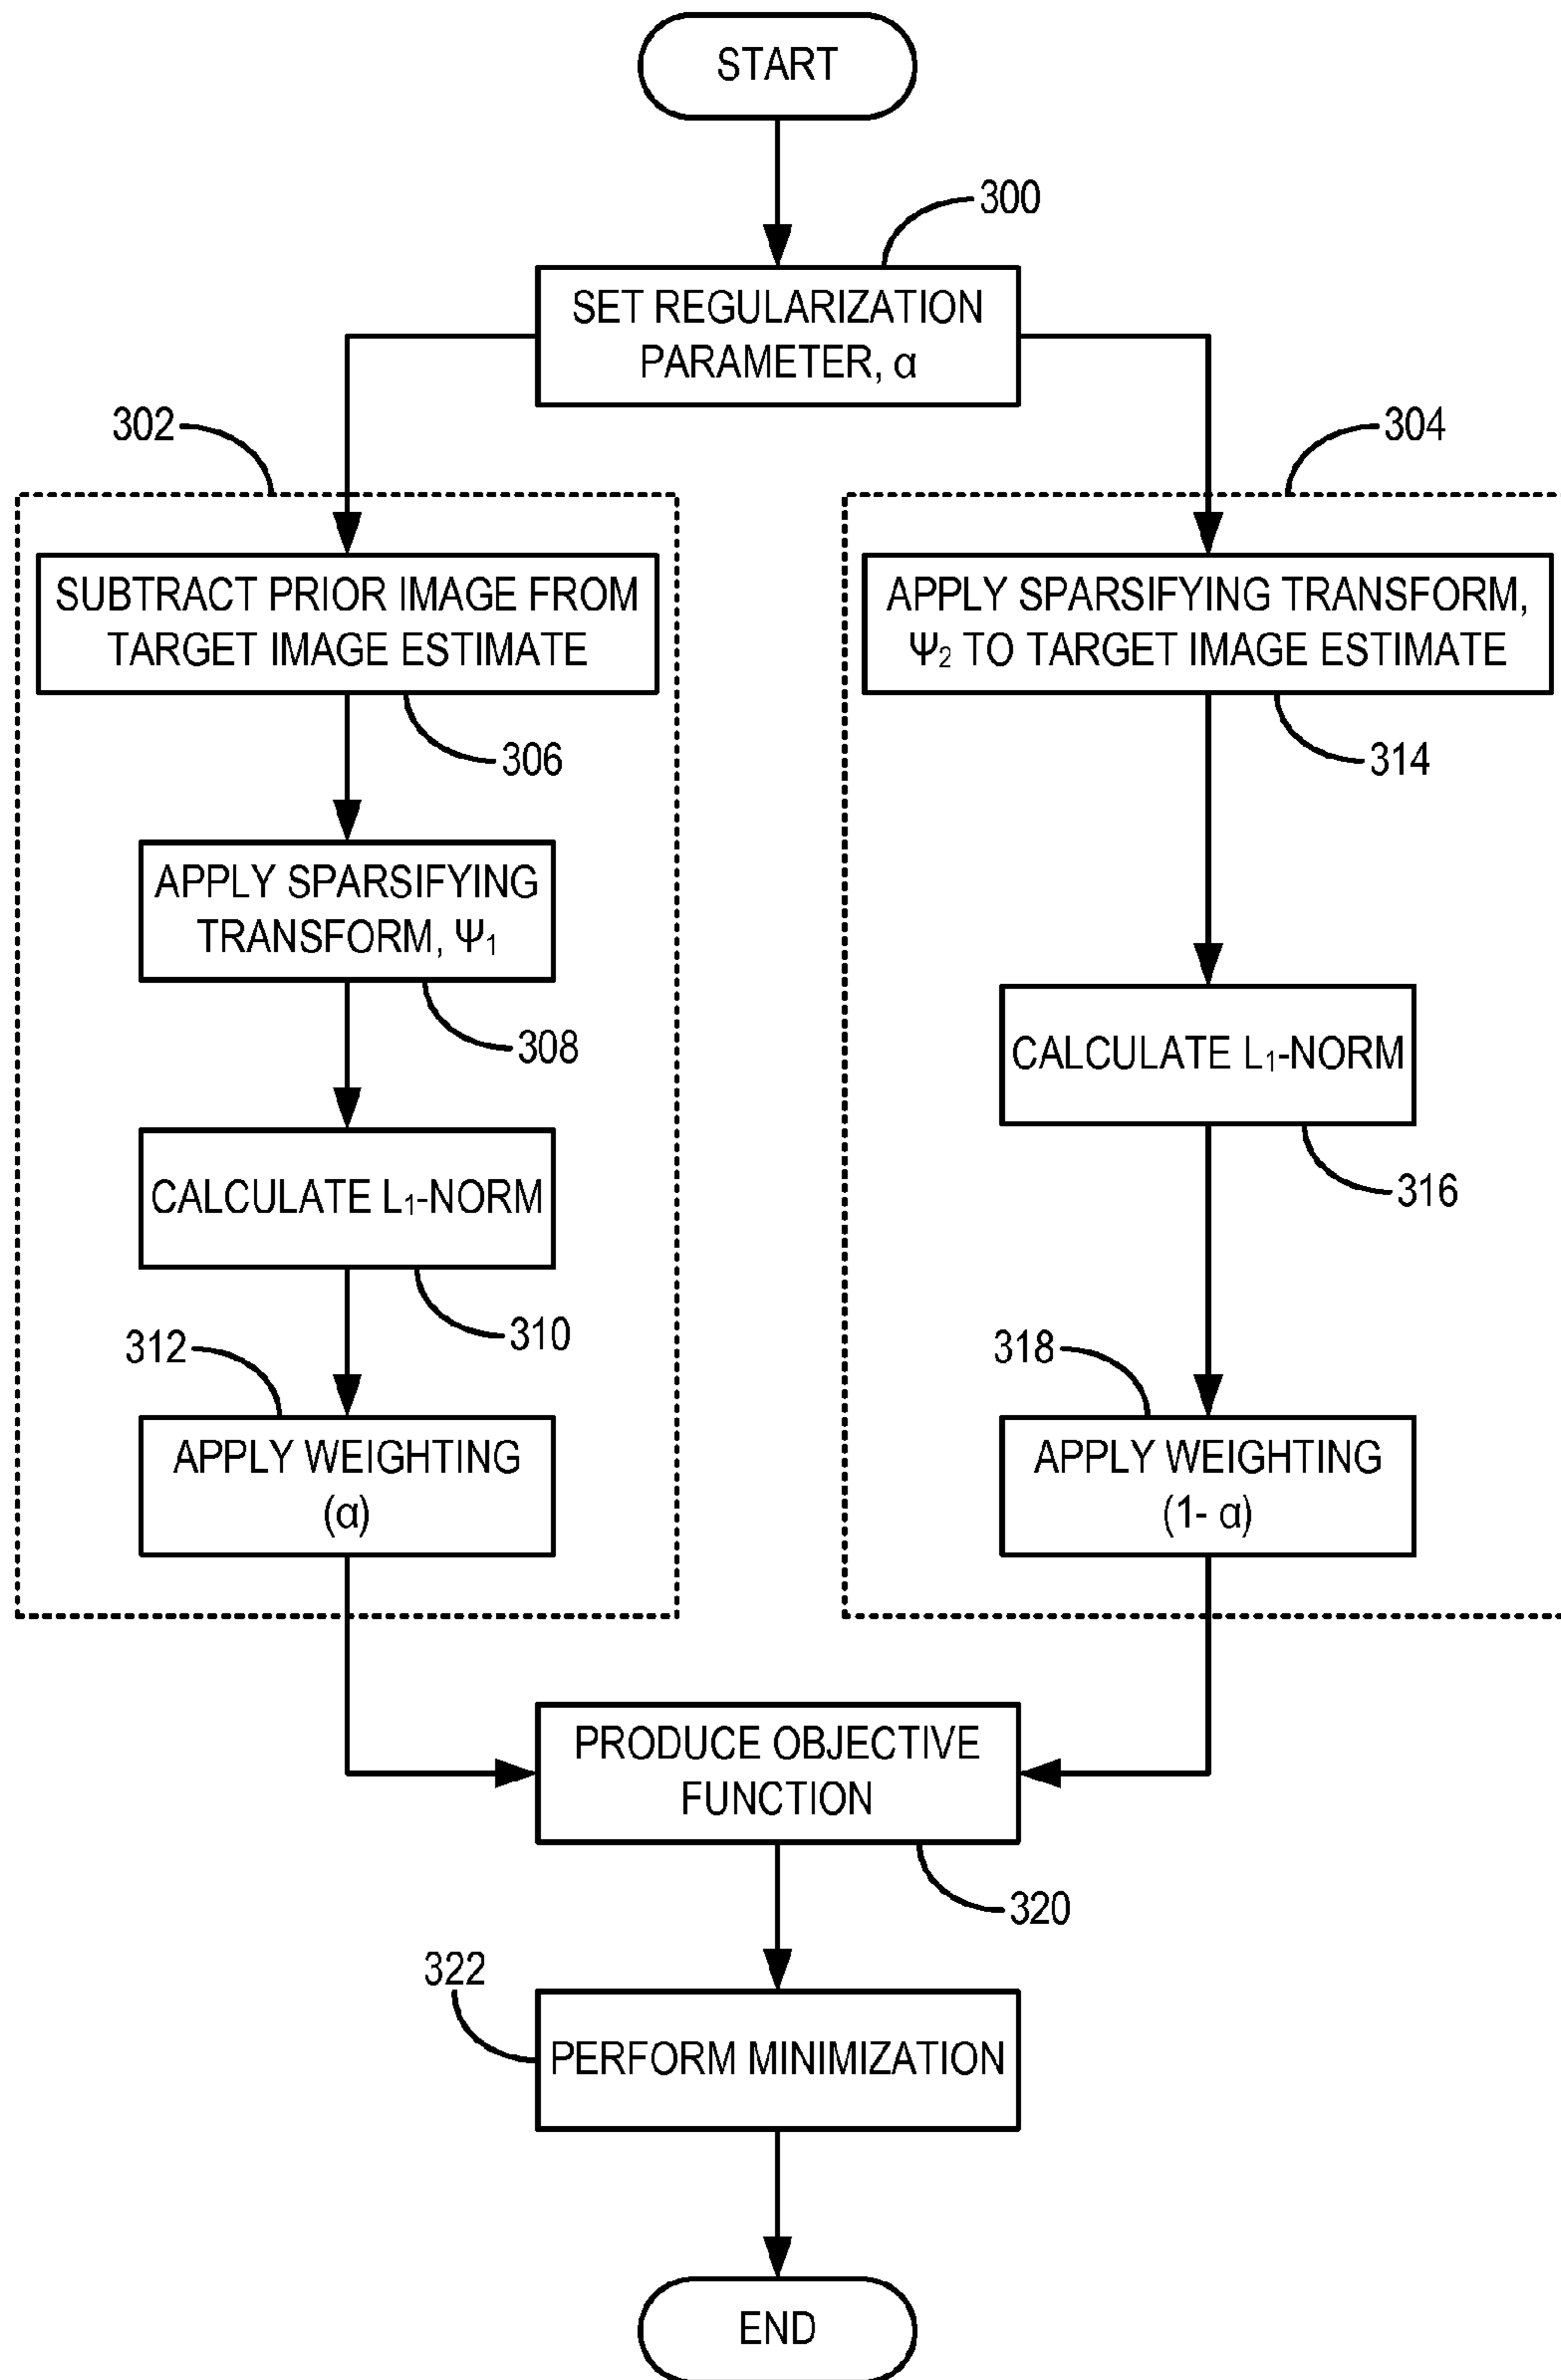 START
300
SET REGULARIZATION
PARAMETER, α
302
304
SUBTRACT PRIOR IMAGE FROM
TARGET IMAGE ESTIMATE
306
APPLY SPARSIFYING
TRANSFORM, Ψ₁
308
CALCULATE L₁-NORM
310
312
APPLY WEIGHTING
(α)
APPLY SPARSIFYING TRANSFORM,
Ψ₂ TO TARGET IMAGE ESTIMATE
314
CALCULATE L₁-NORM
316
318
APPLY WEIGHTING
(1- α)
PRODUCE OBJECTIVE
FUNCTION
320
322
PERFORM MINIMIZATION
END